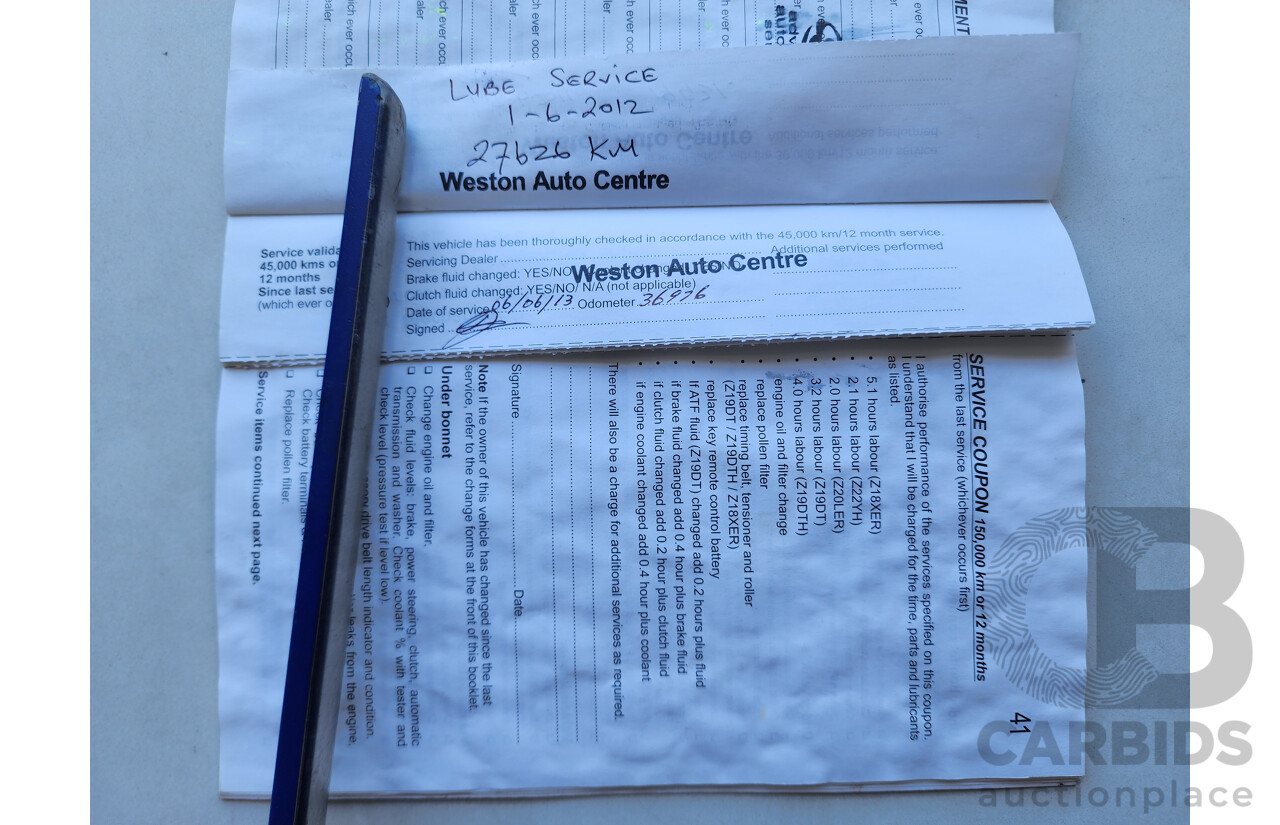 MENT
LUBE SERVICE
1-6-2012
27626 KM
Weston Auto Centre
Service valida
45,000 kms o
12 months
Since last se
(which ever o
This vehicle has been thoroughly checked in accordance with the 45,000 km/12 month service.
Servicing Dealer
Additional services performed
Brake fluid changed: YES/NO
Weston Auto Centre
Clutch fluid changed: YES/NO/ N/A (not applicable)
Date of service 06/06/13 Odometer 36976
Signed
SERVICE COUPON 150,000 km or 12 months
from the last service (whichever occurs first)
41
I authorise performance of the services specified on this coupon.
I understand that I will be charged for the time, parts and lubricants
as listed.
• 5.1 hours labour (Z18XER)
• 2.1 hours labour (Z22YH)
• 2.0 hours labour (Z20LER)
• 3.2 hours labour (Z19DT)
• 4.0 hours labour (Z19DTH)
• engine oil and filter change
• replace pollen filter
• replace timing belt, tensioner and roller
(Z19DT / Z19DTH / Z18XER)
• replace key remote control battery
• If ATF fluid (Z19DT) changed add 0.2 hours plus fluid
• if brake fluid changed add 0.4 hour plus brake fluid
• if clutch fluid changed add 0.2 hour plus clutch fluid
• if engine coolant changed add 0.4 hour plus coolant
There will also be a charge for additional services as required.
Signature Date
Note If the owner of this vehicle has changed since the last
service, refer to the change forms at the front of this booklet.
Under bonnet
Change engine oil and filter.
Check fluid levels: brake, power steering, clutch, automatic
transmission and washer. Check coolant % with tester and
check level (pressure test if level low).
drive belt length indicator and condition.
leaks from the engine,
Check battery terminals
Replace pollen filter.
Service items continued next page.
CB
CARBIDS
auctionplace